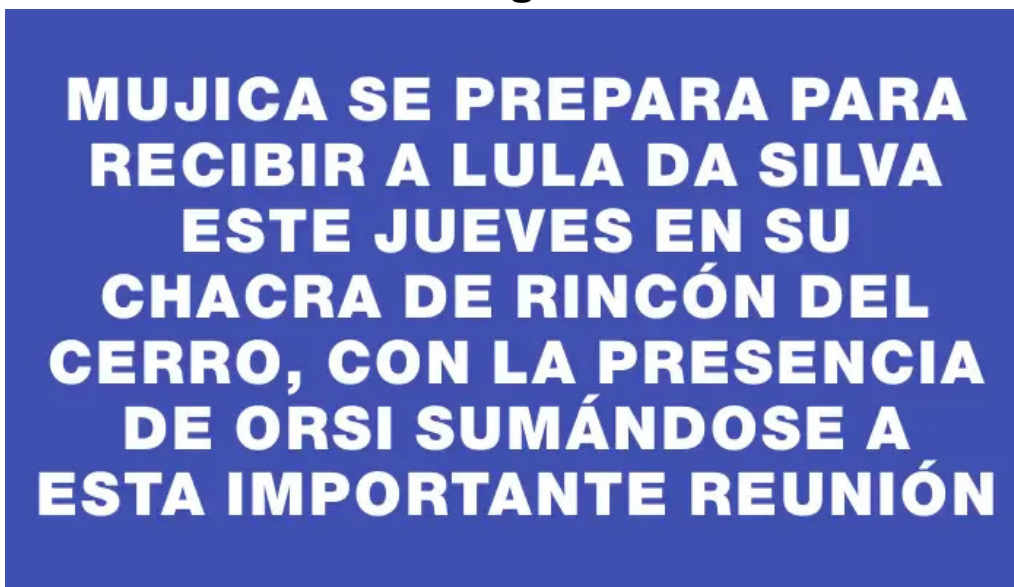 MUJICA SE PREPARA PARA
RECIBIR A LULA DA SILVA
ESTE JUEVES EN SU
CHACRA DE RINCÓN DEL
CERRO, CON LA PRESENCIA
DE ORSI SUMÁNDOSE A
ESTA IMPORTANTE REUNIÓN